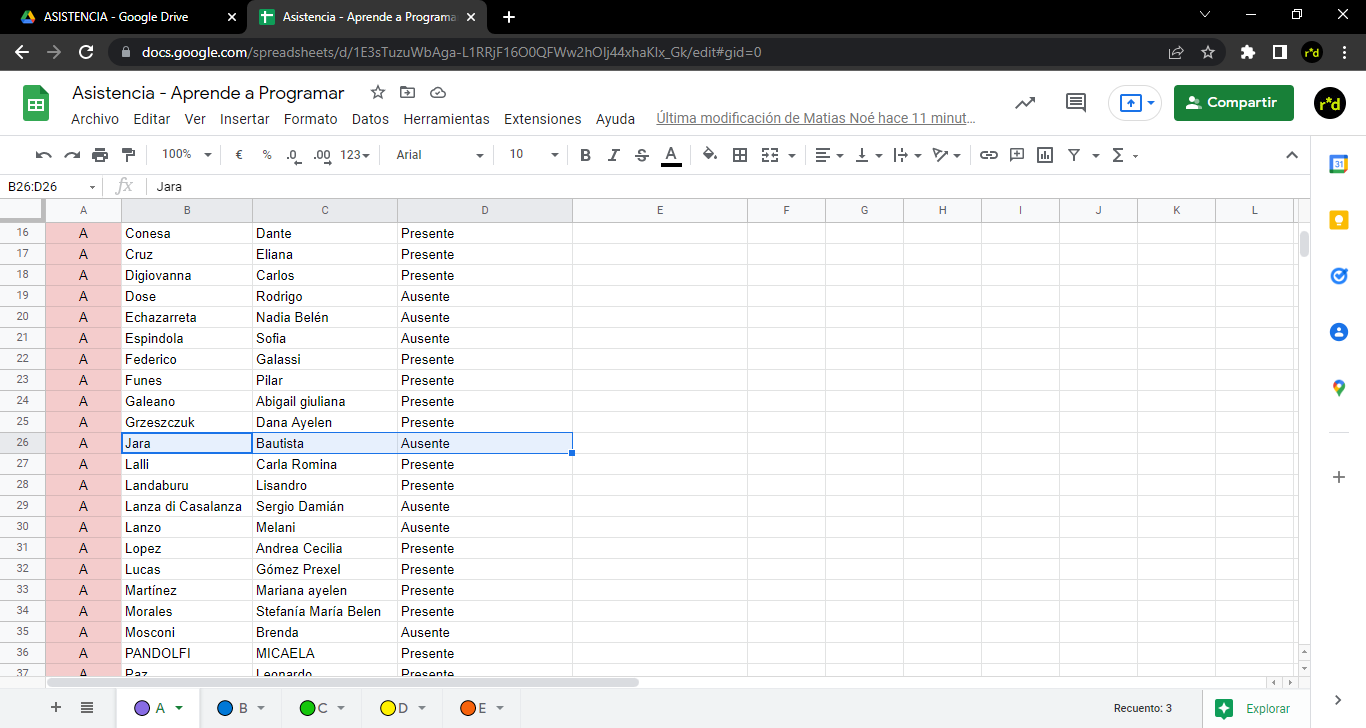 ASISTENCIA - Google Drive
Asistencia - Aprende a Programa
docs.google.com/spreadsheets/d/1E3sTuzuWbAga-L1RRjF16O0QFWw2hOIj44xhaKIx_Gk/edit#gid=0
r*d
Asistencia - Aprende a Programar
Compartir
r*d
Archivo Editar Ver Insertar Formato Datos Herramientas Extensiones Ayuda Última modificación de Matias Noé hace 11 minut…
100% € % .0 .00 123 Arial 10 B I S A
31
B26:D26 fx Jara
A B C D E F G H I J K L
16 A Conesa Dante Presente
17 A Cruz Eliana Presente
18 A Digiovanna Carlos Presente
19 A Dose Rodrigo Ausente
20 A Echazarreta Nadia Belén Ausente
21 A Espindola Sofia Ausente
22 A Federico Galassi Presente
23 A Funes Pilar Presente
24 A Galeano Abigail giuliana Presente
25 A Grzeszczuk Dana Ayelen Presente
26 A Jara Bautista Ausente
27 A Lalli Carla Romina Presente
28 A Landaburu Lisandro Presente
29 A Lanza di Casalanza Sergio Damián Ausente
30 A Lanzo Melani Ausente
31 A Lopez Andrea Cecilia Presente
32 A Lucas Gómez Prexel Presente
33 A Martínez Mariana ayelen Presente
34 A Morales Stefanía María Belen Presente
35 A Mosconi Brenda Ausente
36 A PANDOLFI MICAELA Presente
37 A Paz Leonardo Presente
A B C D E Recuento: 3 Explorar